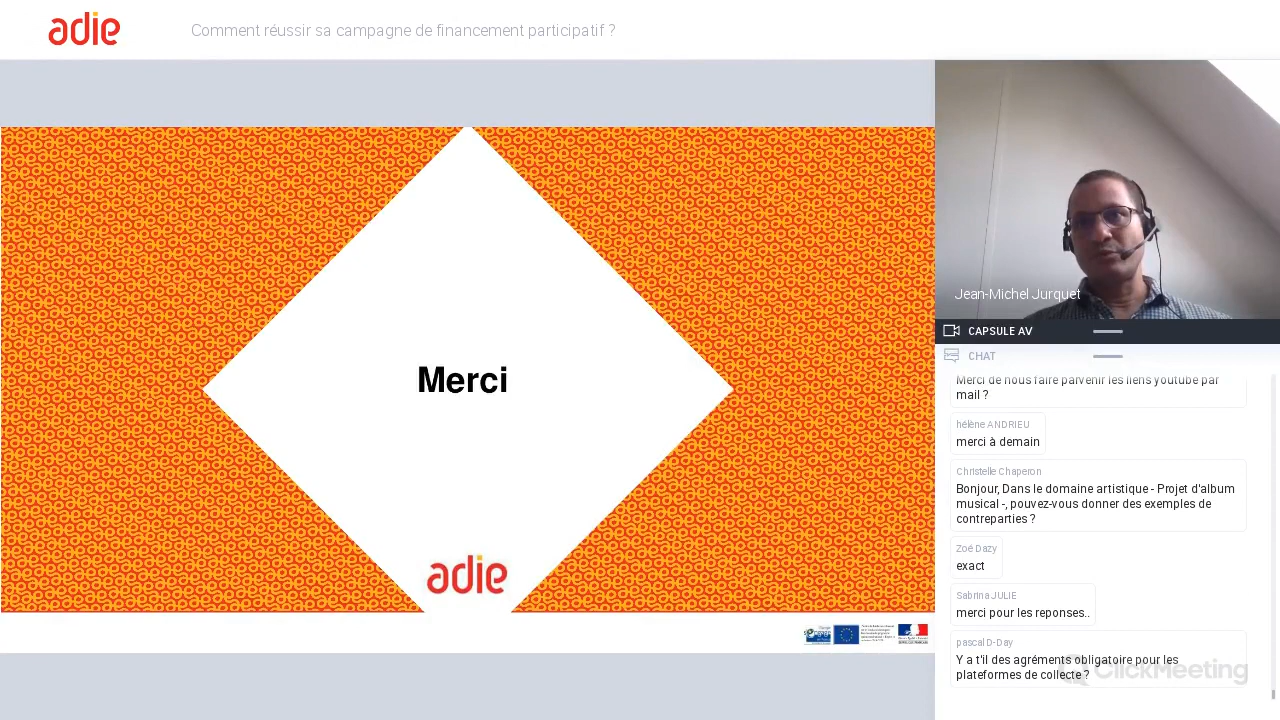 adie
Comment réussir sa campagne de financement participatif ?
Merci
adie
Jean-Michel Jurquet
CAPSULE AV
CHAT
Merci de nous faire parvenir les liens youtube par
mail ?
hélène ANDRIEU
merci à demain
Christelle Chaperon
Bonjour, Dans le domaine artistique - Projet d'album
musical -, pouvez-vous donner des exemples de
contreparties ?
Zoé Dazy
exact
Sabrina JULIE
merci pour les reponses..
pascal D-Day
Y a t'il des agréments obligatoire pour les
plateformes de collecte ?
ClickMeeting